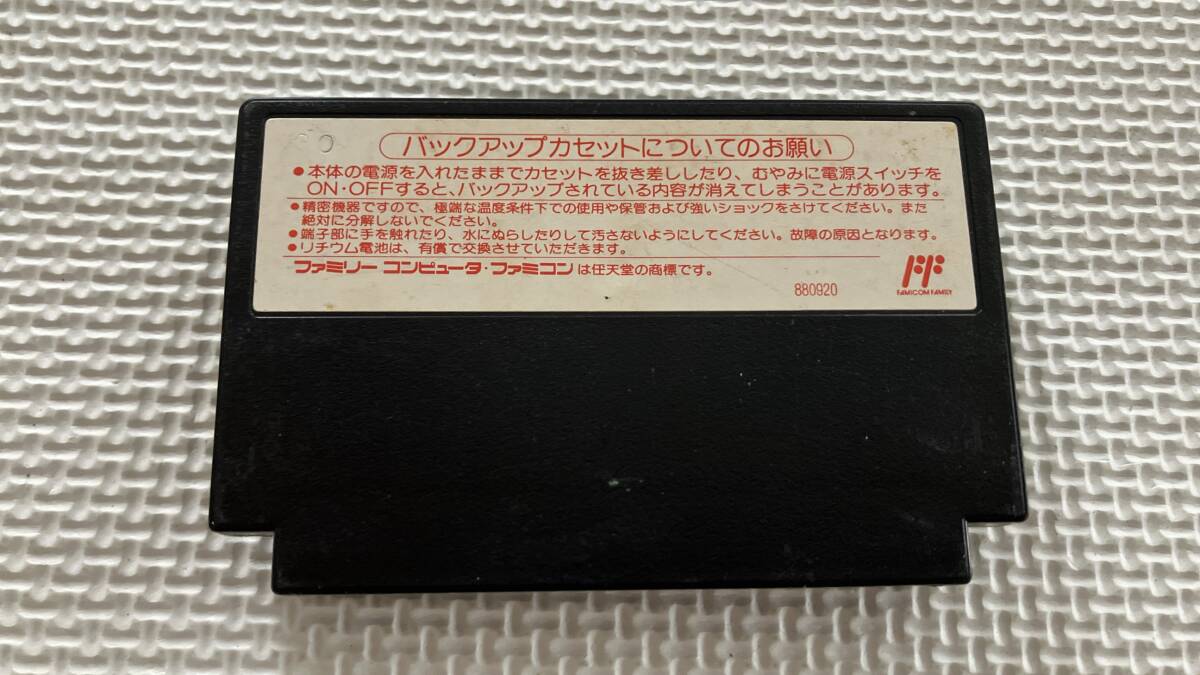 バックアップカセットについてのお願い
●本体の電源を入れたままでカセットを抜き差ししたり、むやみに電源スイッチを
ON・OFFすると、バックアップされている内容が消えてしまうことがあります。
●精密機器ですので、極端な温度条件下での使用や保管および強いショックをさけてください。また
絶対に分解しないでください。
●端子部に手を触れたり、水にぬらしたりして汚さないようにしてください。故障の原因となります。
●リチウム電池は、有償で交換させていただきます。
ファミリー コンピュータ・ファミコンは任天堂の商標です。
FF
FAMICOM FAMILY
880920